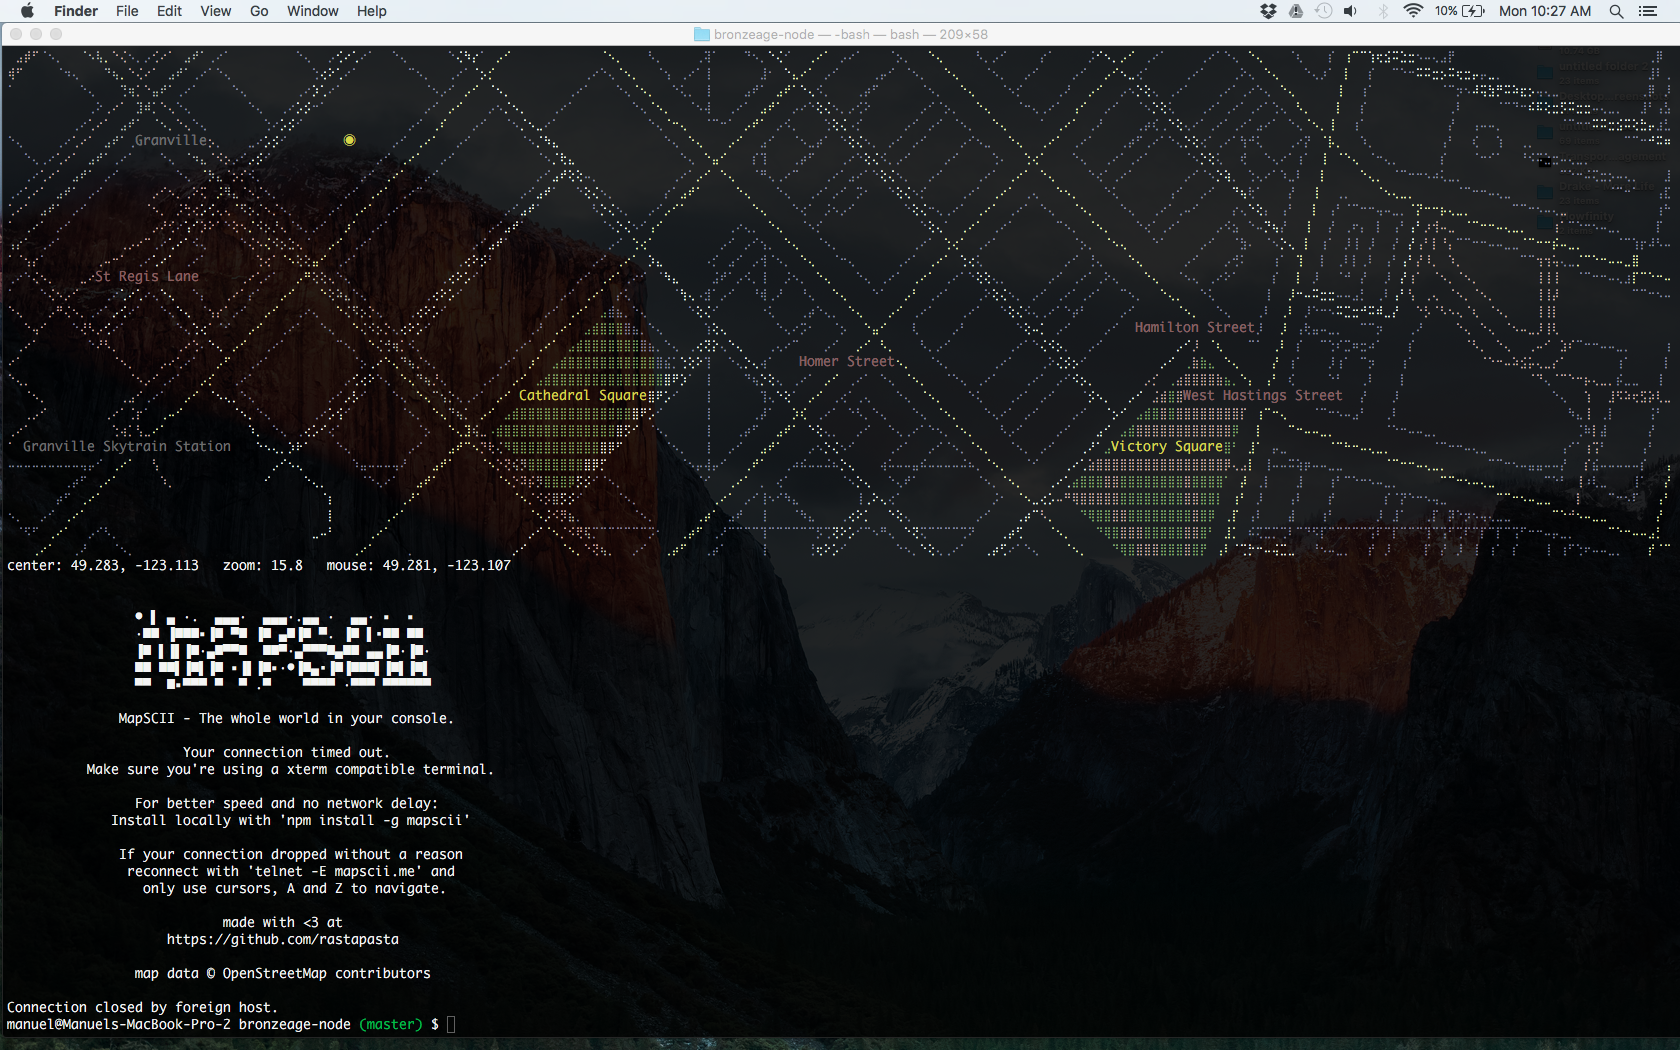 Finder File Edit View Go Window Help 10% Mon 10:27 AM
bronzeage-node — -bash — bash — 209×58
untitled folder 2
Granville
St Regis Lane
Hamilton Street
Homer Street
Cathedral Square
West Hastings Street
Granville Skytrain Station
Victory Square
center: 49.283, -123.113 zoom: 15.8 mouse: 49.281, -123.107
MapSCII - The whole world in your console.
Your connection timed out.
Make sure you're using a xterm compatible terminal.
For better speed and no network delay:
Install locally with 'npm install -g mapscii'
If your connection dropped without a reason
reconnect with 'telnet -E mapscii.me' and
only use cursors, A and Z to navigate.
made with <3 at
https://github.com/rastapasta
map data © OpenStreetMap contributors
Connection closed by foreign host.
manuel@Manuels-MacBook-Pro-2 bronzeage-node (master) $